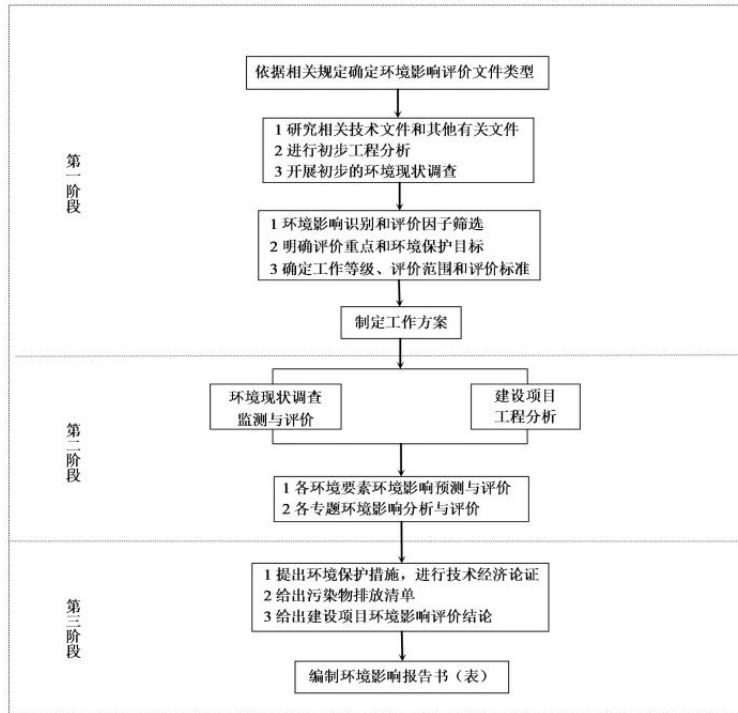 依据相关规定确定环境影响评价文件类型
第一阶段
1 研究相关技术文件和其他有关文件
2 进行初步工程分析
3 开展初步的环境现状调查
1 环境影响识别和评价因子筛选
2 明确评价重点和环境保护目标
3 确定工作等级、评价范围和评价标准
制定工作方案
第二阶段
环境现状调查
监测与评价
建设项目
工程分析
1 各环境要素环境影响预测与评价
2 各专题环境影响分析与评价
第三阶段
1 提出环境保护措施，进行技术经济论证
2 给出污染物排放清单
3 给出建设项目环境影响评价结论
编制环境影响报告书（表）